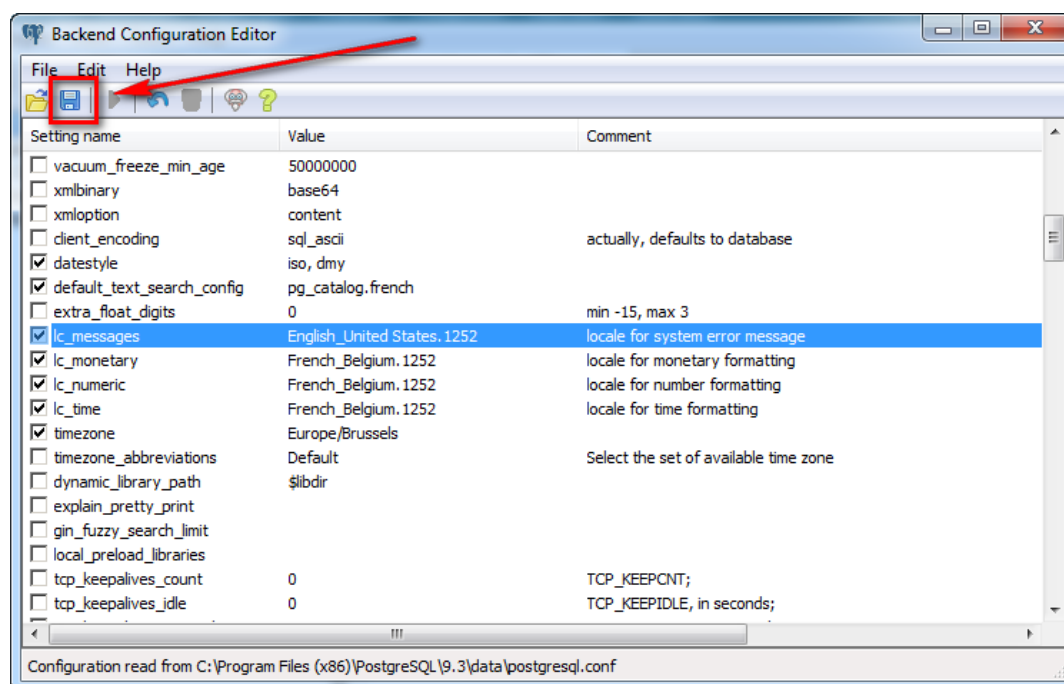 Backend Configuration Editor
File Edit Help
Setting name Value Comment
vacuum_freeze_min_age 50000000
xmlbinary base64
xmloption content
client_encoding sql_ascii actually, defaults to database
datestyle iso, dmy
default_text_search_config pg_catalog.french
extra_float_digits 0 min -15, max 3
lc_messages English_United States.1252 locale for system error message
lc_monetary French_Belgium.1252 locale for monetary formatting
lc_numeric French_Belgium.1252 locale for number formatting
lc_time French_Belgium.1252 locale for time formatting
timezone Europe/Brussels
timezone_abbreviations Default Select the set of available time zone
dynamic_library_path $libdir
explain_pretty_print
gin_fuzzy_search_limit
local_preload_libraries
tcp_keepalives_count 0 TCP_KEEPCNT;
tcp_keepalives_idle 0 TCP_KEEPIDLE, in seconds;
Configuration read from C:\Program Files (x86)\PostgreSQL\9.3\data\postgresql.conf